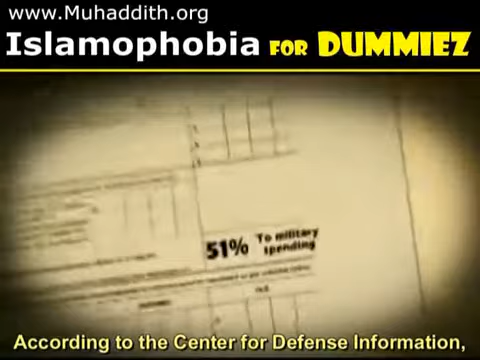 www.Muhaddith.org
Islamophobia FOR DUMMIEZ
51% To military
spending
According to the Center for Defense Information,